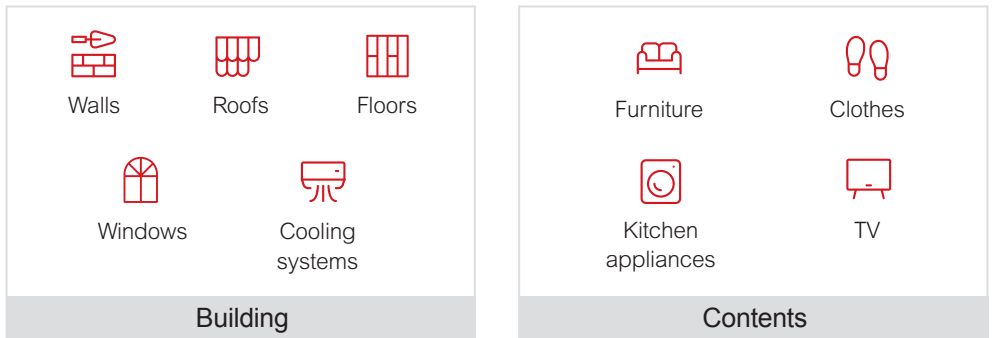 Walls
Roofs
Floors
Windows
Cooling
systems
Building
Furniture
Clothes
Kitchen
appliances
TV
Contents